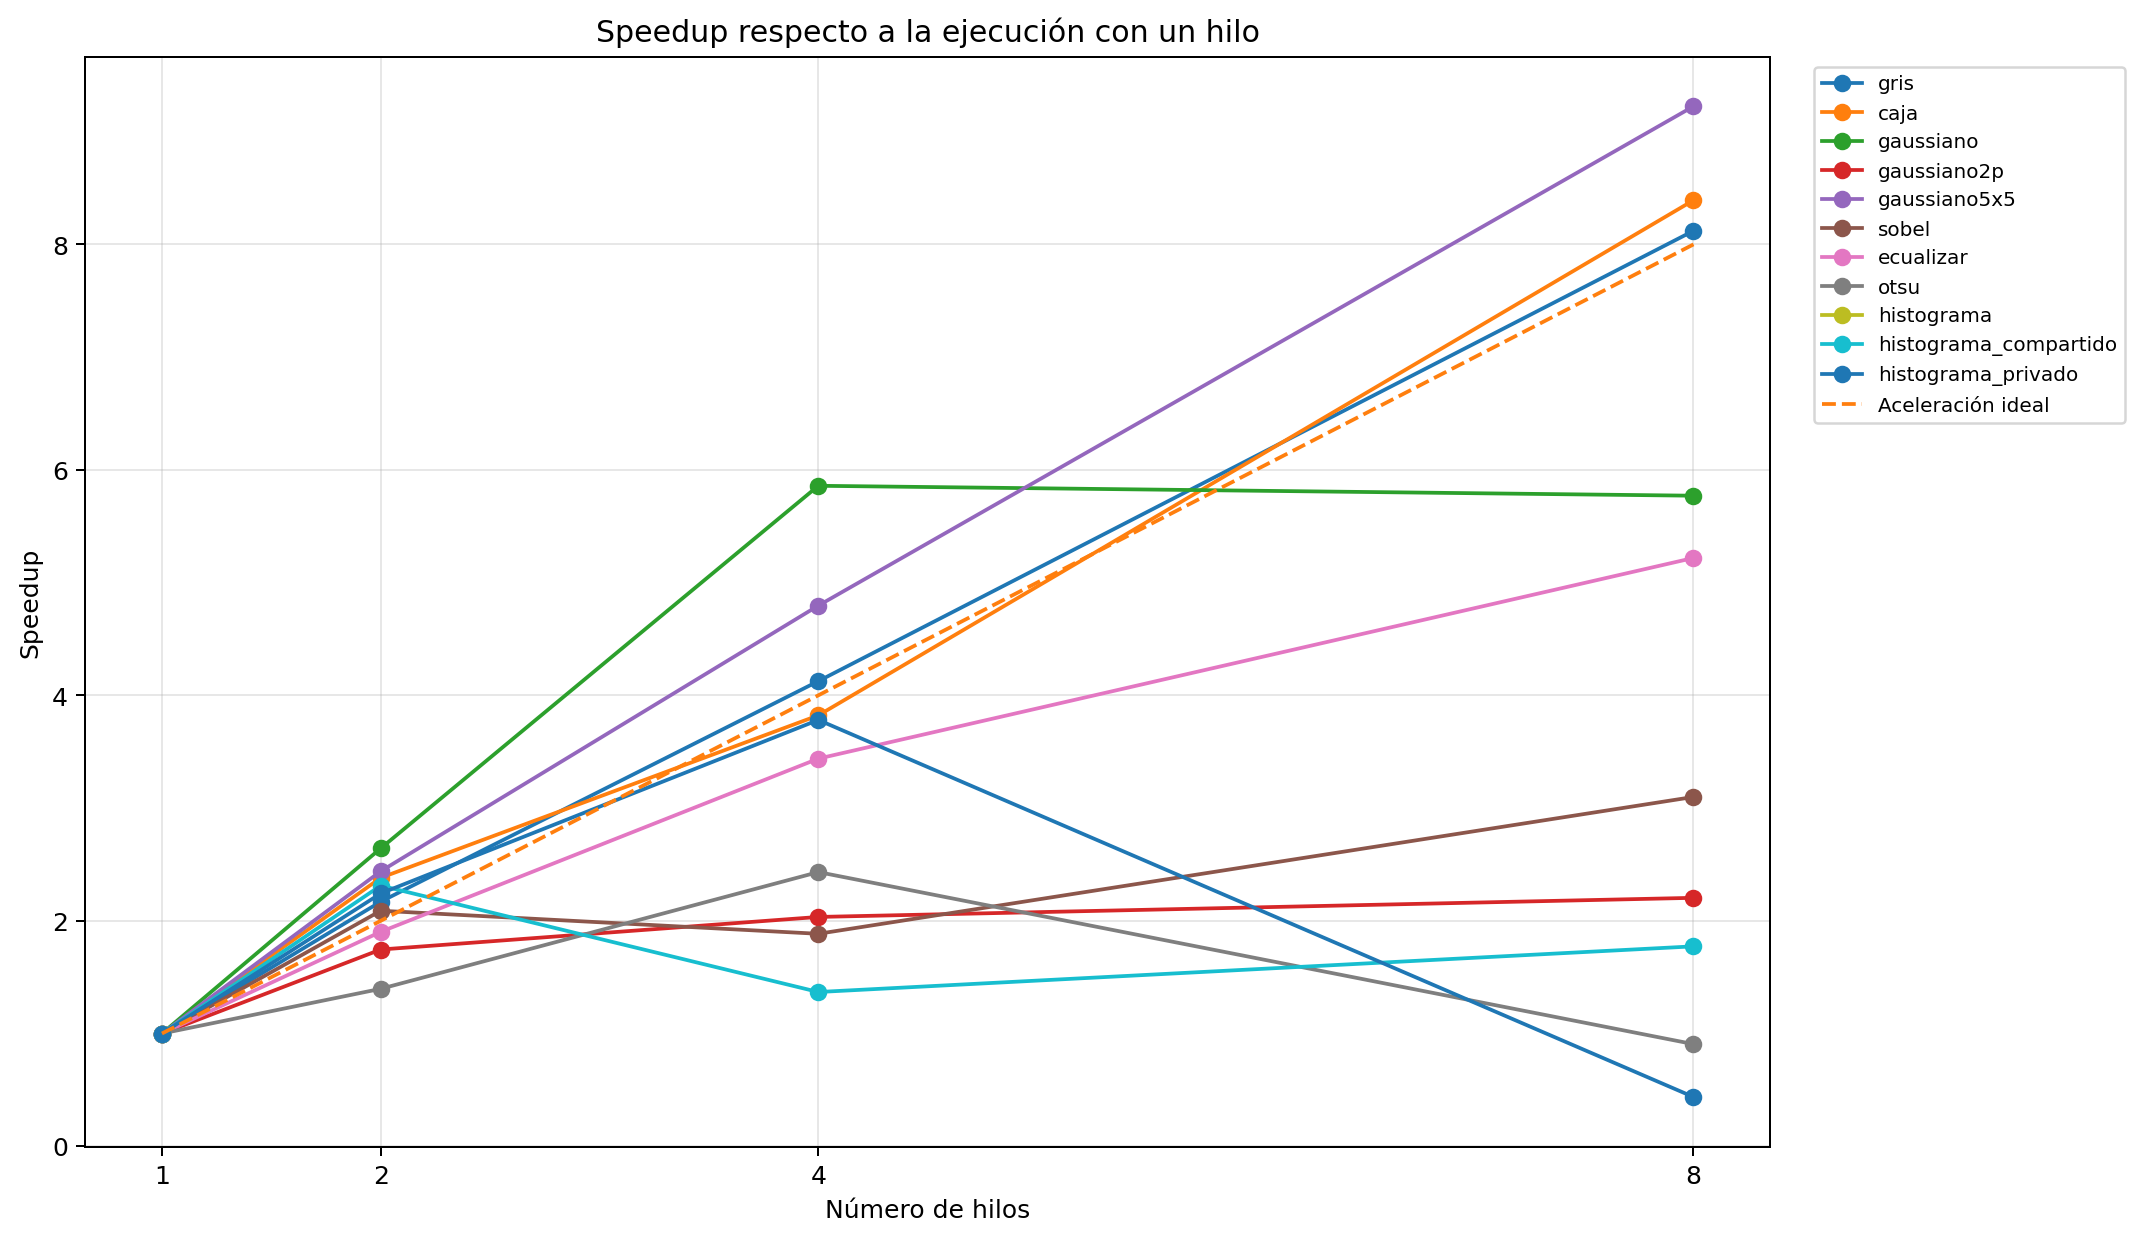 Speedup respecto a la ejecución con un hilo
gris
caja
gaussiano
gaussiano2p
gaussiano5x5
sobel
ecualizar
otsu
histograma
histograma_compartido
histograma_privado
Aceleración ideal
Speedup
8
6
4
2
0
1 2 4 8
Número de hilos